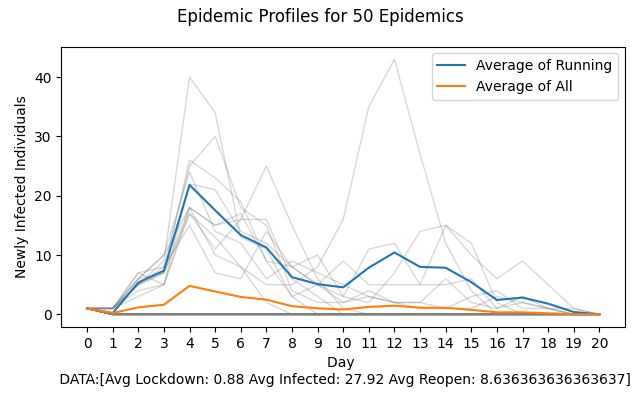 Epidemic Profiles for 50 Epidemics
Average of Running
Average of All
Newly Infected Individuals
40
30
20
10
0
0 1 2 3 4 5 6 7 8 9 10 11 12 13 14 15 16 17 18 19 20
Day
DATA:[Avg Lockdown: 0.88 Avg Infected: 27.92 Avg Reopen: 8.636363636363637]